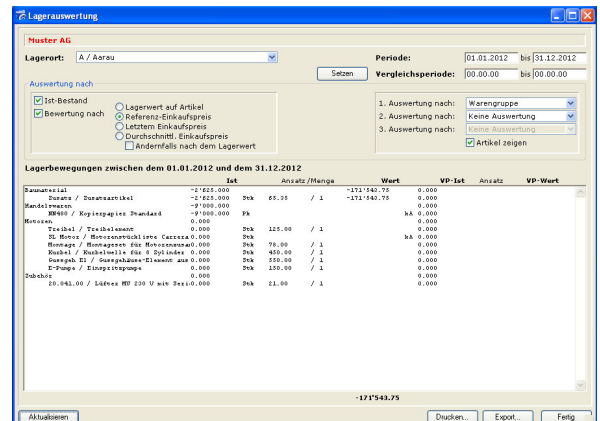 Lagerauswertung
Muster AG
Lagerort: A / Aarau
Periode: 01.01.2012 bis 31.12.2012
Setzen
Vergleichsperiode: 00.00.00 bis 00.00.00
Auswertung nach
Ist-Bestand
Bewertung nach
Lagerwert auf Artikel
Referenz-Einkaufspreis
Letztem Einkaufspreis
Durchschnittl. Einkaufspreis
Andernfalls nach dem Lagerwert
1. Auswertung nach: Warengruppe
2. Auswertung nach: Keine Auswertung
3. Auswertung nach: Keine Auswertung
Artikel zeigen
Lagerbewegungen zwischen dem 01.01.2012 und dem 31.12.2012
Ist Ansatz /Menge Wert VP-Ist Ansatz VP-Wert
Baumaterial -2'625.000 -171'543.75 0.000
Zusatz / Zusatzartikel -2'625.000 Stk 65.35 / 1 -171'543.75 0.000
Handelswaren -9'000.000 0.000
NN400 / Kopierpapier Standard -9'000.000 Pk kA 0.000
Motoren 0.000 0.000
Treibel / Treibelement 0.000 Stk 125.00 / 1 0.000
SL Motor / Motorenstückliste Carrera 0.000 Stk kA 0.000
Montage / Montageset für Motorenzusa 0.000 Stk 78.00 / 1 0.000
Kurbel / Kurbelwelle für 6 Zylinder 0.000 Stk 450.00 / 1 0.000
Gussgeh El / Gussgehäuse-Element aus 0.000 Stk 550.00 / 1 0.000
E-Pumpe / Einspritzpumpe 0.000 Stk 150.00 / 1 0.000
Zubehör 0.000 0.000
20.041.00 / Lüfter MU 230 V mit Seri 0.000 Stk 21.00 / 1 0.000
-171'543.75
Aktualisieren
Drucken...
Export...
Fertig